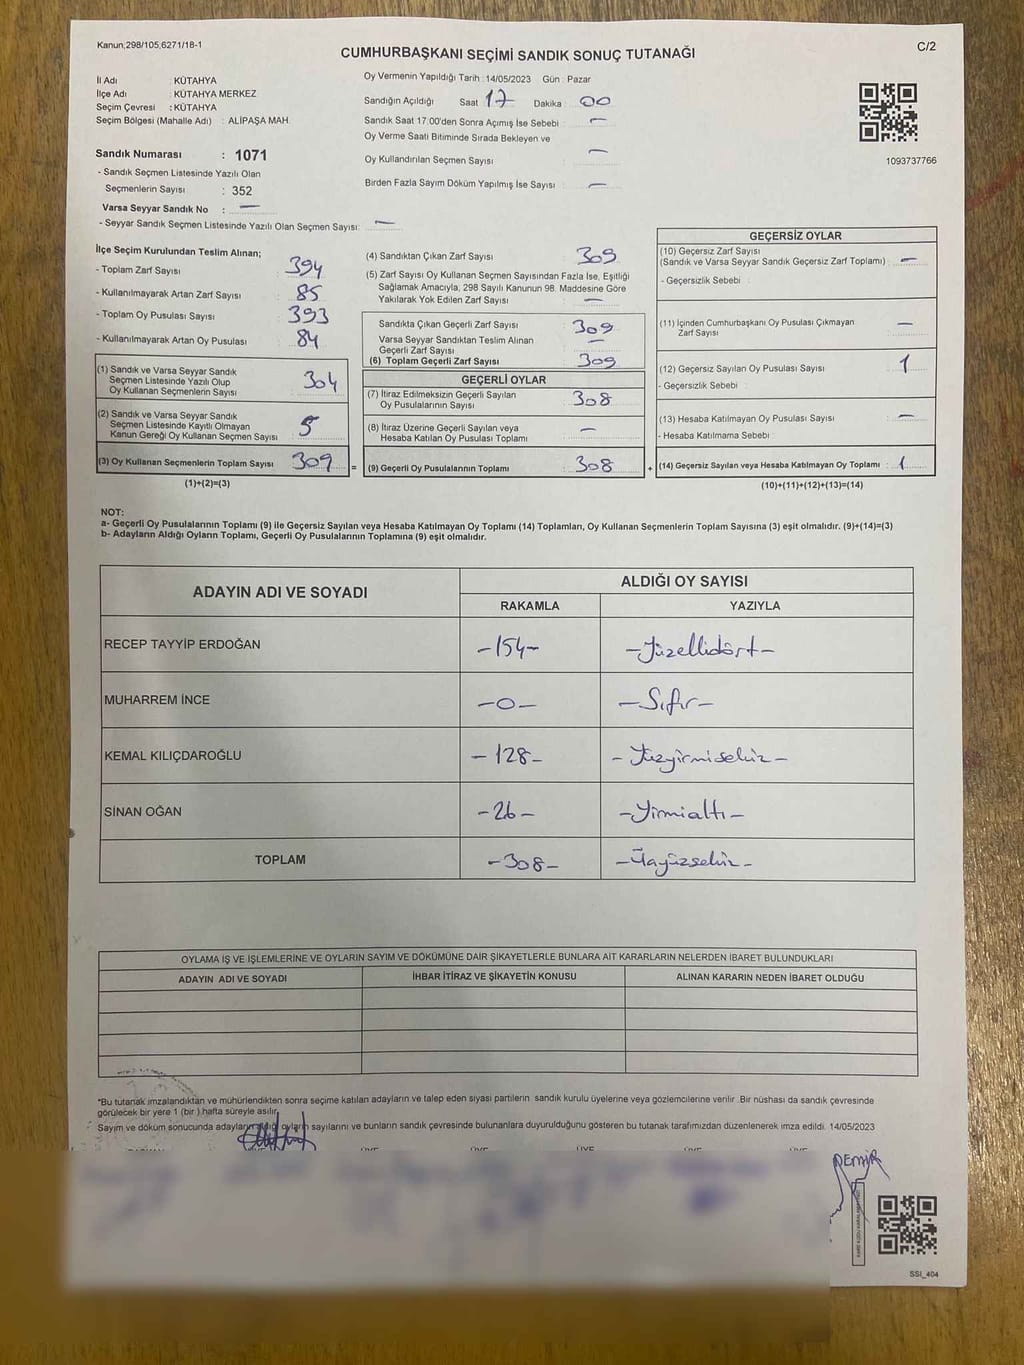 Kanun;298/105,6271/18-1
C/2
CUMHURBAŞKANI SEÇİMİ SANDIK SONUÇ TUTANAĞI
İl Adı : KÜTAHYA
İlçe Adı : KÜTAHYA MERKEZ
Seçim Çevresi : KÜTAHYA
Seçim Bölgesi (Mahalle Adı) : ALİPAŞA MAH.
Sandık Numarası : 1071
- Sandık Seçmen Listesinde Yazılı Olan
Seçmenlerin Sayısı : 352
Varsa Seyyar Sandık No : —
- Seyyar Sandık Seçmen Listesinde Yazılı Olan Seçmen Sayısı: —
Oy Vermenin Yapıldığı Tarih :14/05/2023 Gün : Pazar
Sandığın Açıldığı Saat 17 Dakika : 00
Sandık Saat 17.00'den Sonra Açımış İse Sebebi : —
Oy Verme Saati Bitiminde Sırada Bekleyen ve
Oy Kullandırılan Seçmen Sayısı : —
Birden Fazla Sayım Döküm Yapılmış İse Sayısı : —
1093737766
İlçe Seçim Kurulundan Teslim Alınan;
- Toplam Zarf Sayısı : 394
- Kullanılmayarak Artan Zarf Sayısı : 85
- Toplam Oy Pusulası Sayısı : 393
- Kullanılmayarak Artan Oy Pusulası : 84
(1) Sandık ve Varsa Seyyar Sandık
Seçmen Listesinde Yazılı Olup
Oy Kullanan Seçmenlerin Sayısı : 304
(2) Sandık ve Varsa Seyyar Sandık
Seçmen Listesinde Kayıtlı Olmayan
Kanun Gereği Oy Kullanan Seçmen Sayısı : 5
(3) Oy Kullanan Seçmenlerin Toplam Sayısı : 309
(1)+(2)=(3)
=
(4) Sandıktan Çıkan Zarf Sayısı : 309
(5) Zarf Sayısı Oy Kullanan Seçmen Sayısından Fazla İse, Eşitliği
Sağlamak Amacıyla, 298 Sayılı Kanunun 98. Maddesine Göre
Yakılarak Yok Edilen Zarf Sayısı : —
Sandıkta Çıkan Geçerli Zarf Sayısı : 309
Varsa Seyyar Sandıktan Teslim Alınan
Geçerli Zarf Sayısı : —
(6) Toplam Geçerli Zarf Sayısı : 309
GEÇERLİ OYLAR
(7) İtiraz Edilmeksizin Geçerli Sayılan
Oy Pusulalarının Sayısı : 308
(8) İtiraz Üzerine Geçerli Sayılan veya
Hesaba Katılan Oy Pusulası Toplamı : —
(9) Geçerli Oy Pusulalarının Toplamı : 308
+
GEÇERSİZ OYLAR
(10) Geçersiz Zarf Sayısı
(Sandık ve Varsa Seyyar Sandık Geçersiz Zarf Toplamı) : —
- Geçersizlik Sebebi :
(11) İçinden Cumhurbaşkanı Oy Pusulası Çıkmayan
Zarf Sayısı : —
(12) Geçersiz Sayılan Oy Pusulası Sayısı : 1
- Geçersizlik Sebebi :
(13) Hesaba Katılmayan Oy Pusulası Sayısı : —
- Hesaba Katılmama Sebebi :
(14) Geçersiz Sayılan veya Hesaba Katılmayan Oy Toplamı : 1
(10)+(11)+(12)+(13)=(14)
NOT:
a- Geçerli Oy Pusulalarının Toplamı (9) ile Geçersiz Sayılan veya Hesaba Katılmayan Oy Toplamı (14) Toplamları, Oy Kullanan Seçmenlerin Toplam Sayısına (3) eşit olmalıdır. (9)+(14)=(3)
b- Adayların Aldığı Oyların Toplamı, Geçerli Oy Pusulalarının Toplamına (9) eşit olmalıdır.
ADAYIN ADI VE SOYADI
ALDIĞI OY SAYISI
RAKAMLA YAZIYLA
RECEP TAYYİP ERDOĞAN -154- -Yüzellidört-
MUHARREM İNCE -0- -Sıfır-
KEMAL KILIÇDAROĞLU -128- -Yüzyirmisekiz-
SİNAN OĞAN -26- -Yirmialtı-
TOPLAM -308- -Üçyüzsekiz-
OYLAMA İŞ VE İŞLEMLERİNE VE OYLARIN SAYIM VE DÖKÜMÜNE DAİR ŞİKAYETLERLE BUNLARA AİT KARARLARIN NELERDEN İBARET BULUNDUKLARI
ADAYIN ADI VE SOYADI İHBAR İTİRAZ VE ŞİKAYETİN KONUSU ALINAN KARARIN NEDEN İBARET OLDUĞU
*Bu tutanak imzalandıktan ve mühürlendikten sonra seçime katılan adayların ve talep eden siyasi partilerin sandık kurulu üyelerine veya gözlemcilerine verilir .Bir nüshası da sandık çevresinde
görülecek bir yere 1 (bir ) hafta süreyle asılır.
Sayım ve döküm sonucunda adayların aldığı oyların sayılarını ve bunların sandık çevresinde bulunanlara duyurulduğunu gösteren bu tutanak tarafımızdan düzenlenerek imza edildi. 14/05/2023
ÜYE ÜYE ÜYE ÜYE ÜYE
DEMİR
SSI_404